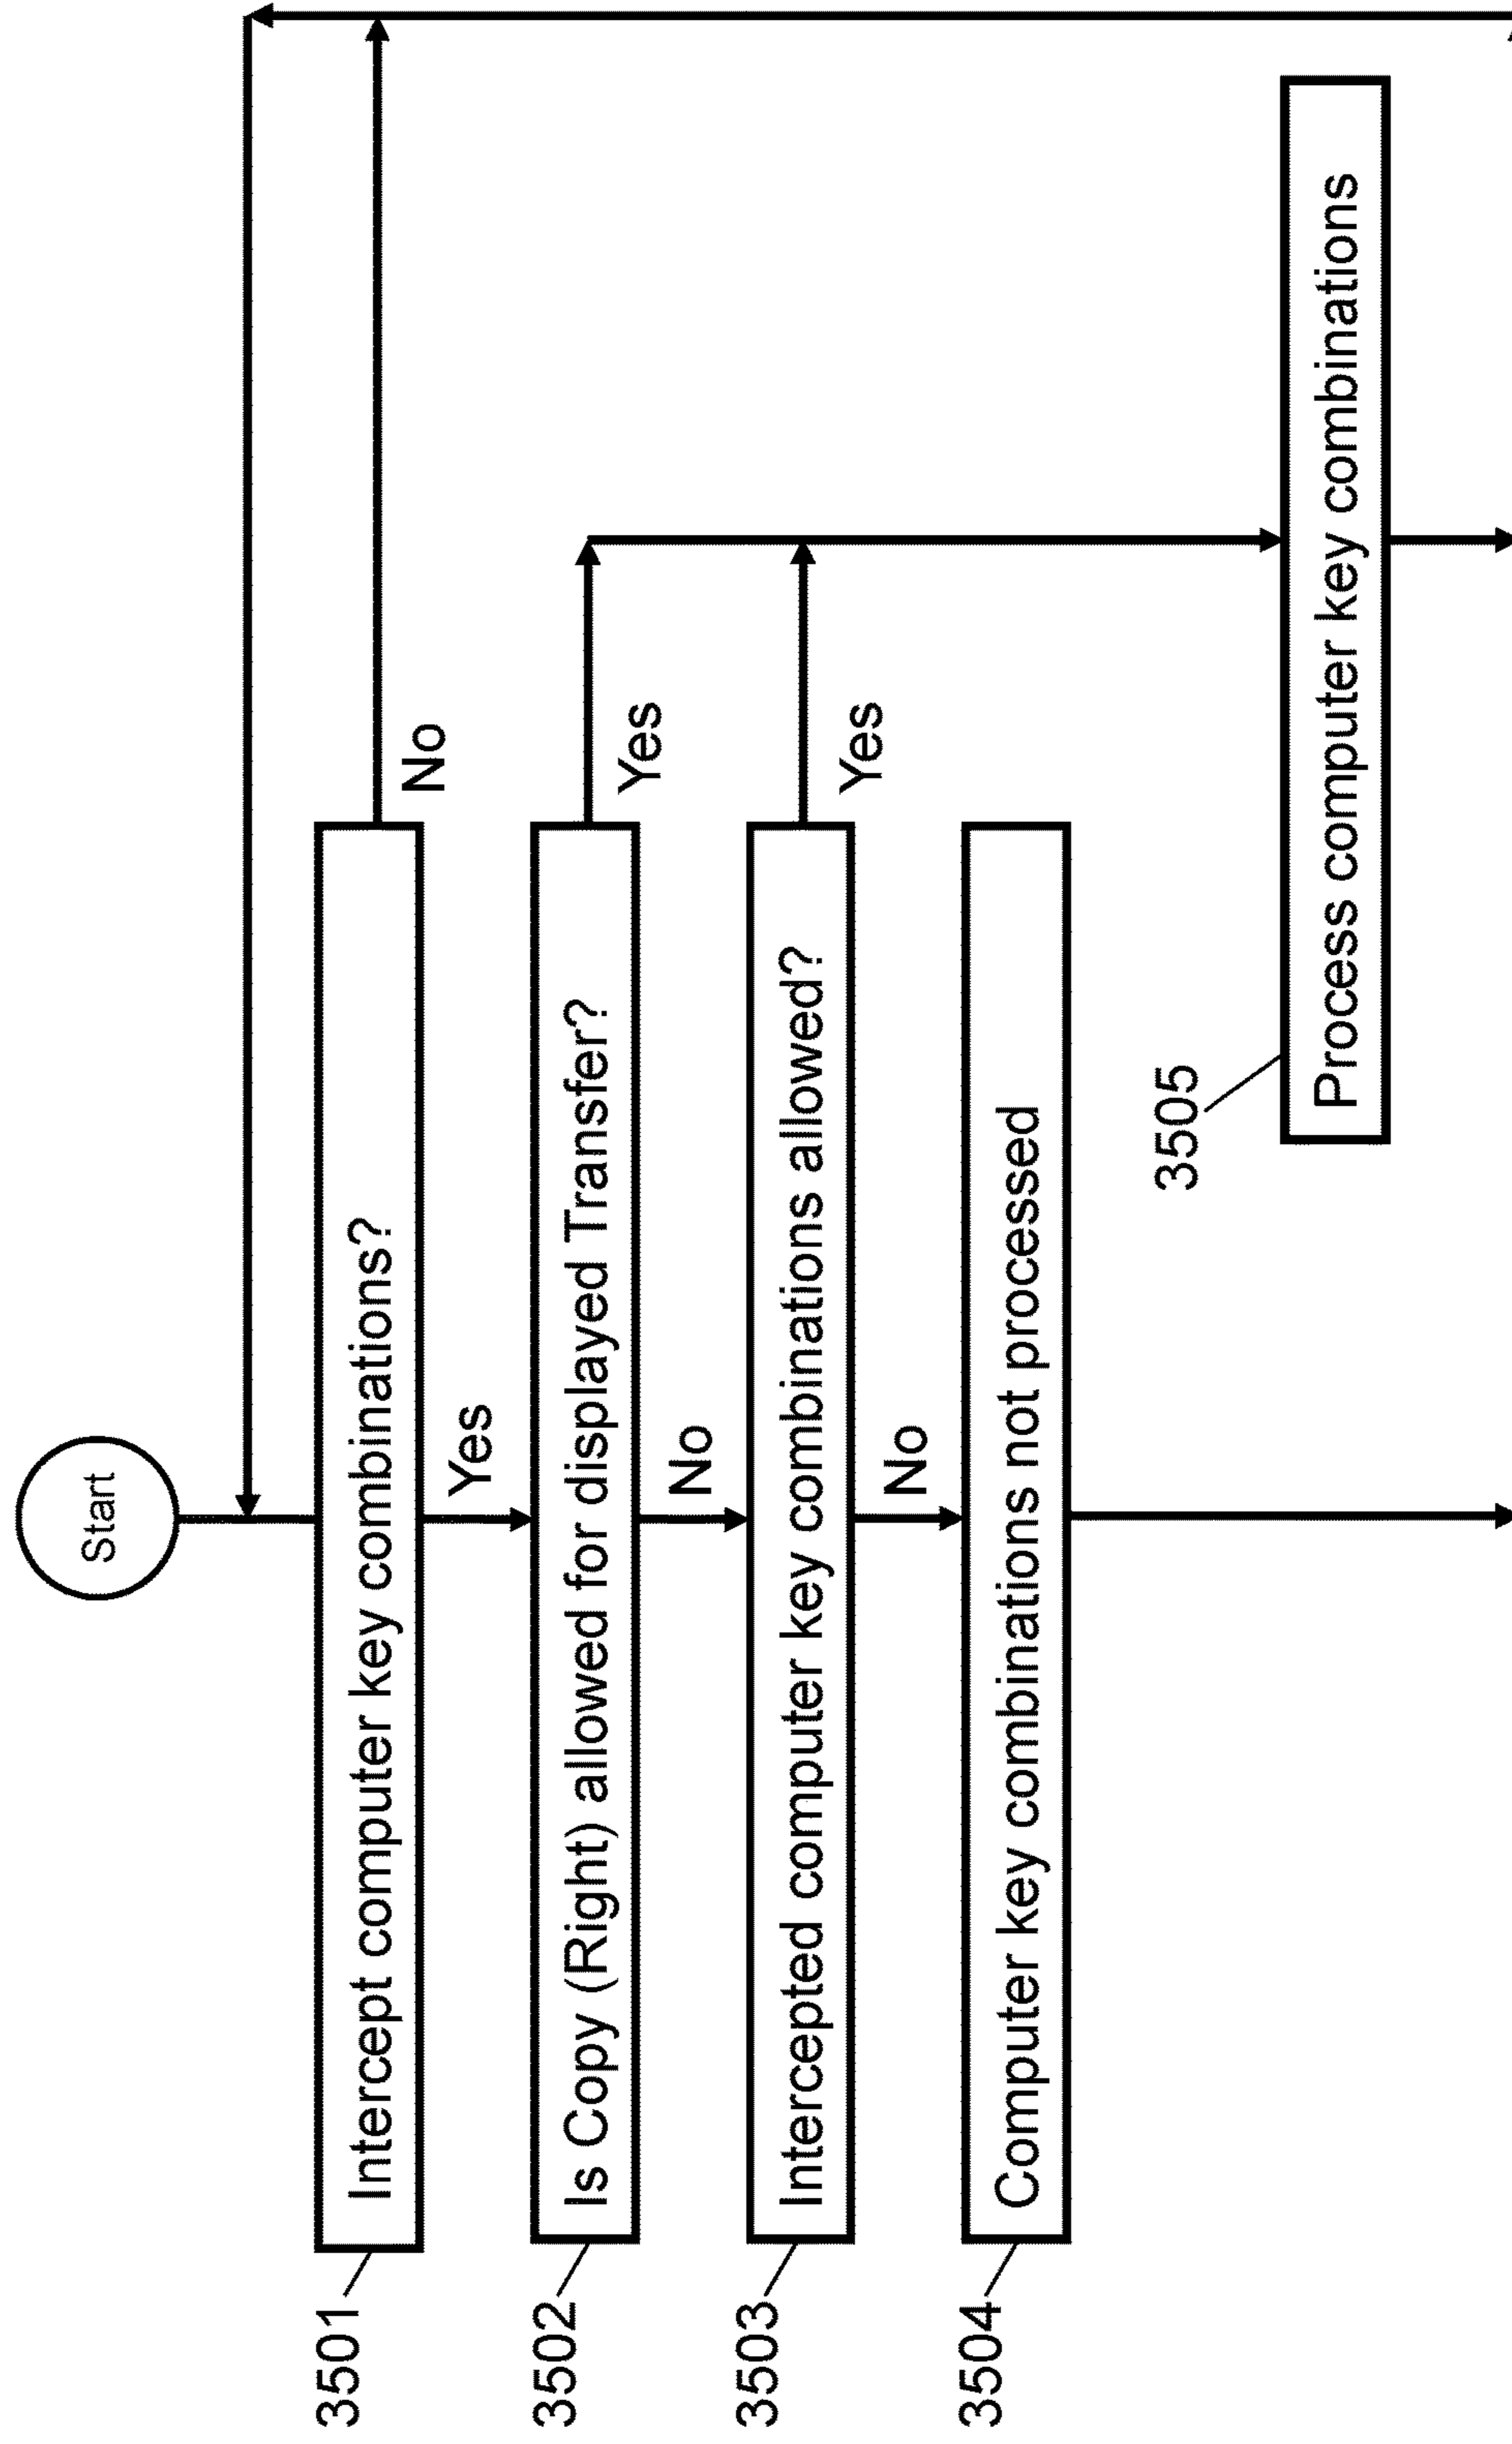 Start
3501
Intercept computer key combinations?
No
Yes
3502
Is Copy (Right) allowed for displayed Transfer?
Yes
No
3503
Intercepted computer key combinations allowed?
Yes
No
3504
Computer key combinations not processed
3505
Process computer key combinations